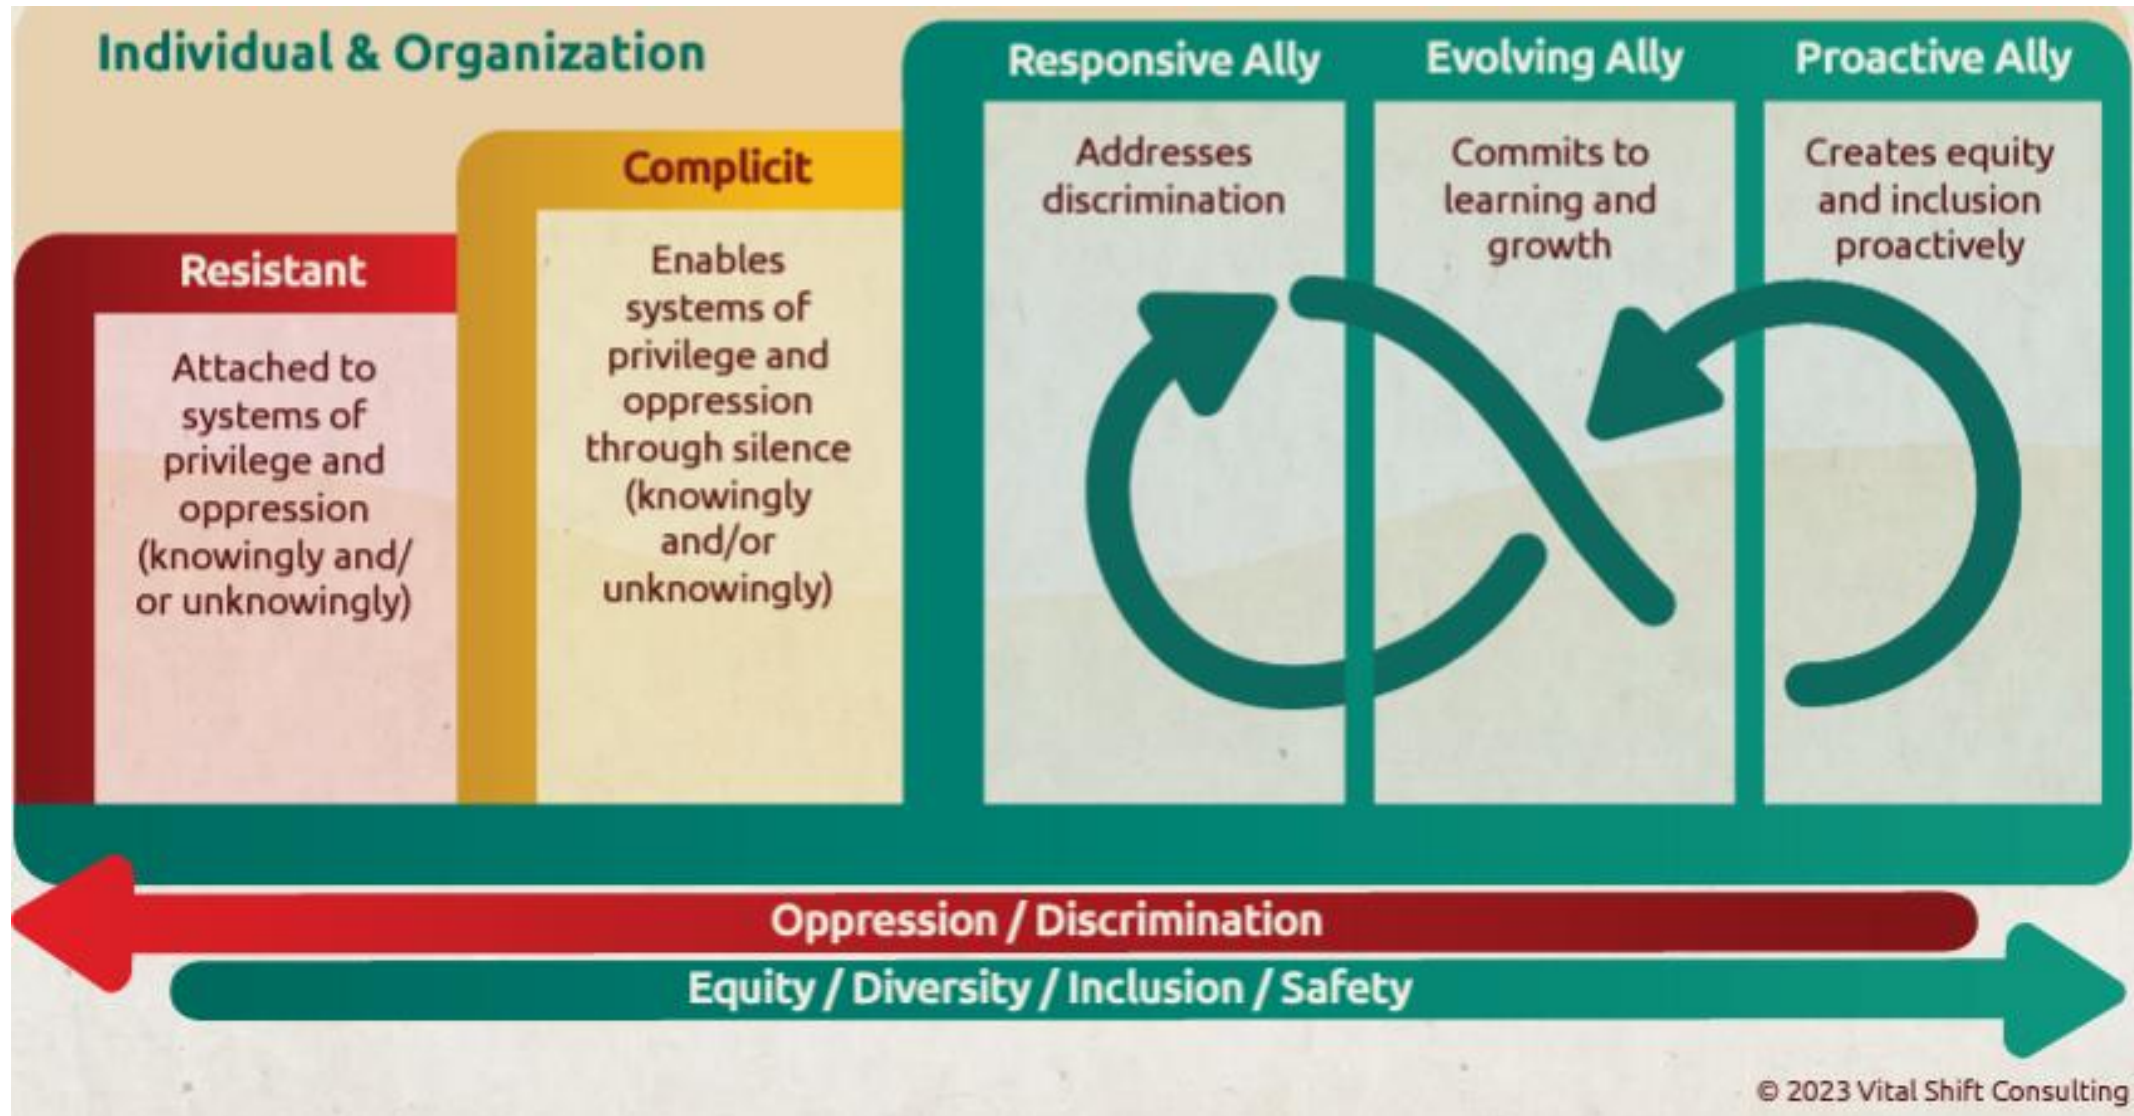 Individual & Organization
Resistant
Attached to
systems of
privilege and
oppression
(knowingly and/
or unknowingly)
Complicit
Enables
systems of
privilege and
oppression
through silence
(knowingly
and/or
unknowingly)
Responsive Ally
Addresses
discrimination
Evolving Ally
Commits to
learning and
growth
Proactive Ally
Creates equity
and inclusion
proactively
Oppression / Discrimination
Equity / Diversity / Inclusion / Safety
© 2023 Vital Shift Consulting